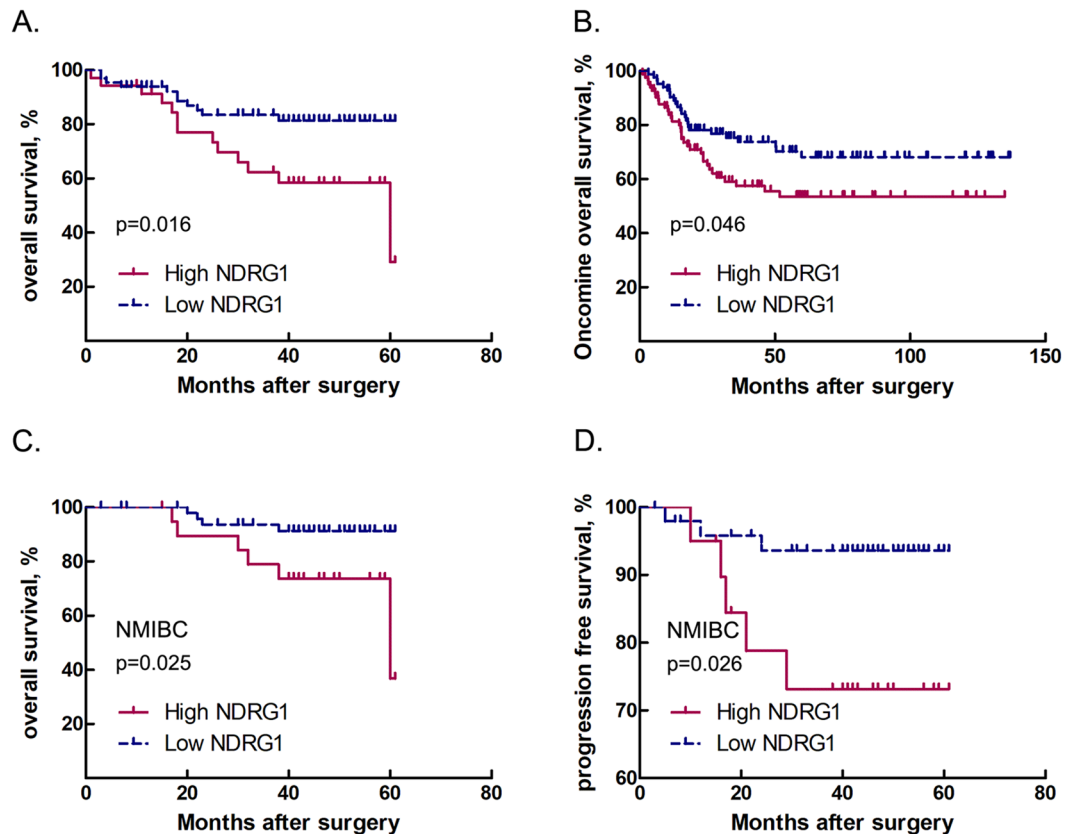 A.
overall survival, %
100
80
60
40
20
p=0.016
High NDRG1
Low NDRG1
0 20 40 60 80
Months after surgery
B.
Oncomine overall survival, %
100
80
60
40
20
p=0.046
High NDRG1
Low NDRG1
0 50 100 150
Months after surgery
C.
overall survival, %
100
80
60
40
20
NMIBC
p=0.025
High NDRG1
Low NDRG1
0 20 40 60 80
Months after surgery
D.
progression free survival, %
100
90
80
70
60
NMIBC
p=0.026
High NDRG1
Low NDRG1
0 20 40 60 80
Months after surgery